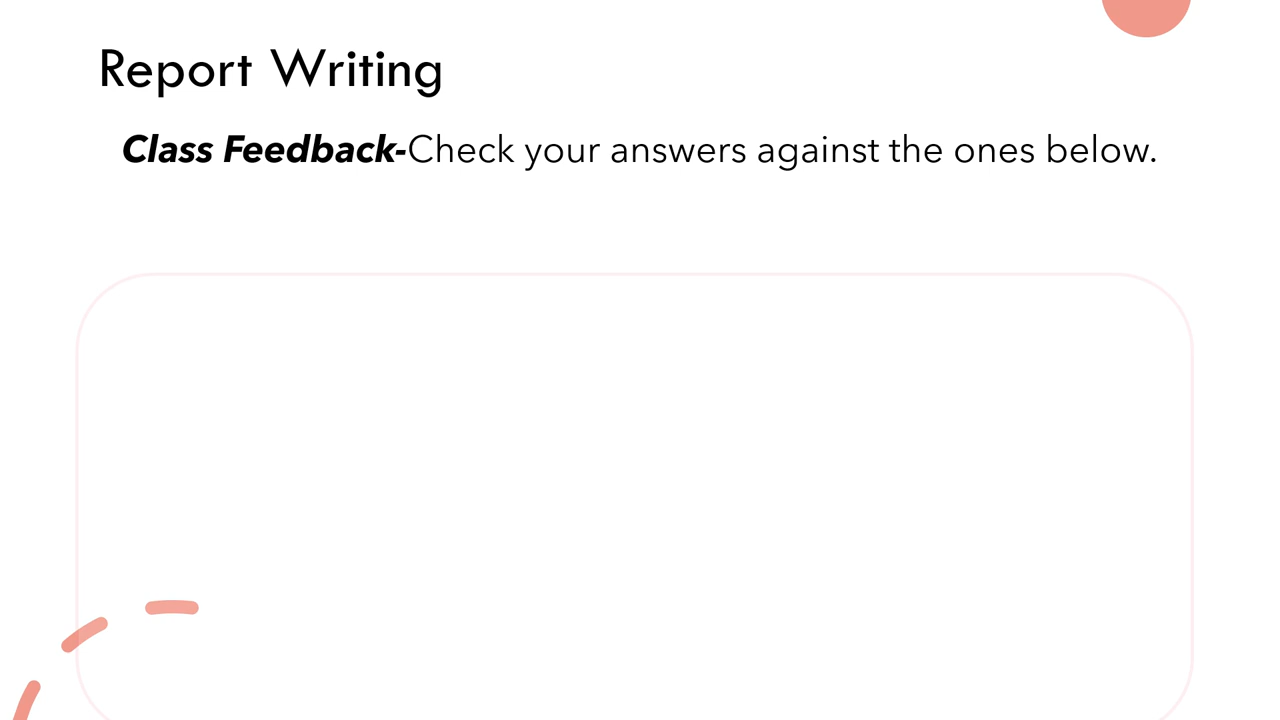 Report Writing
Class Feedback-Check your answers against the ones below.